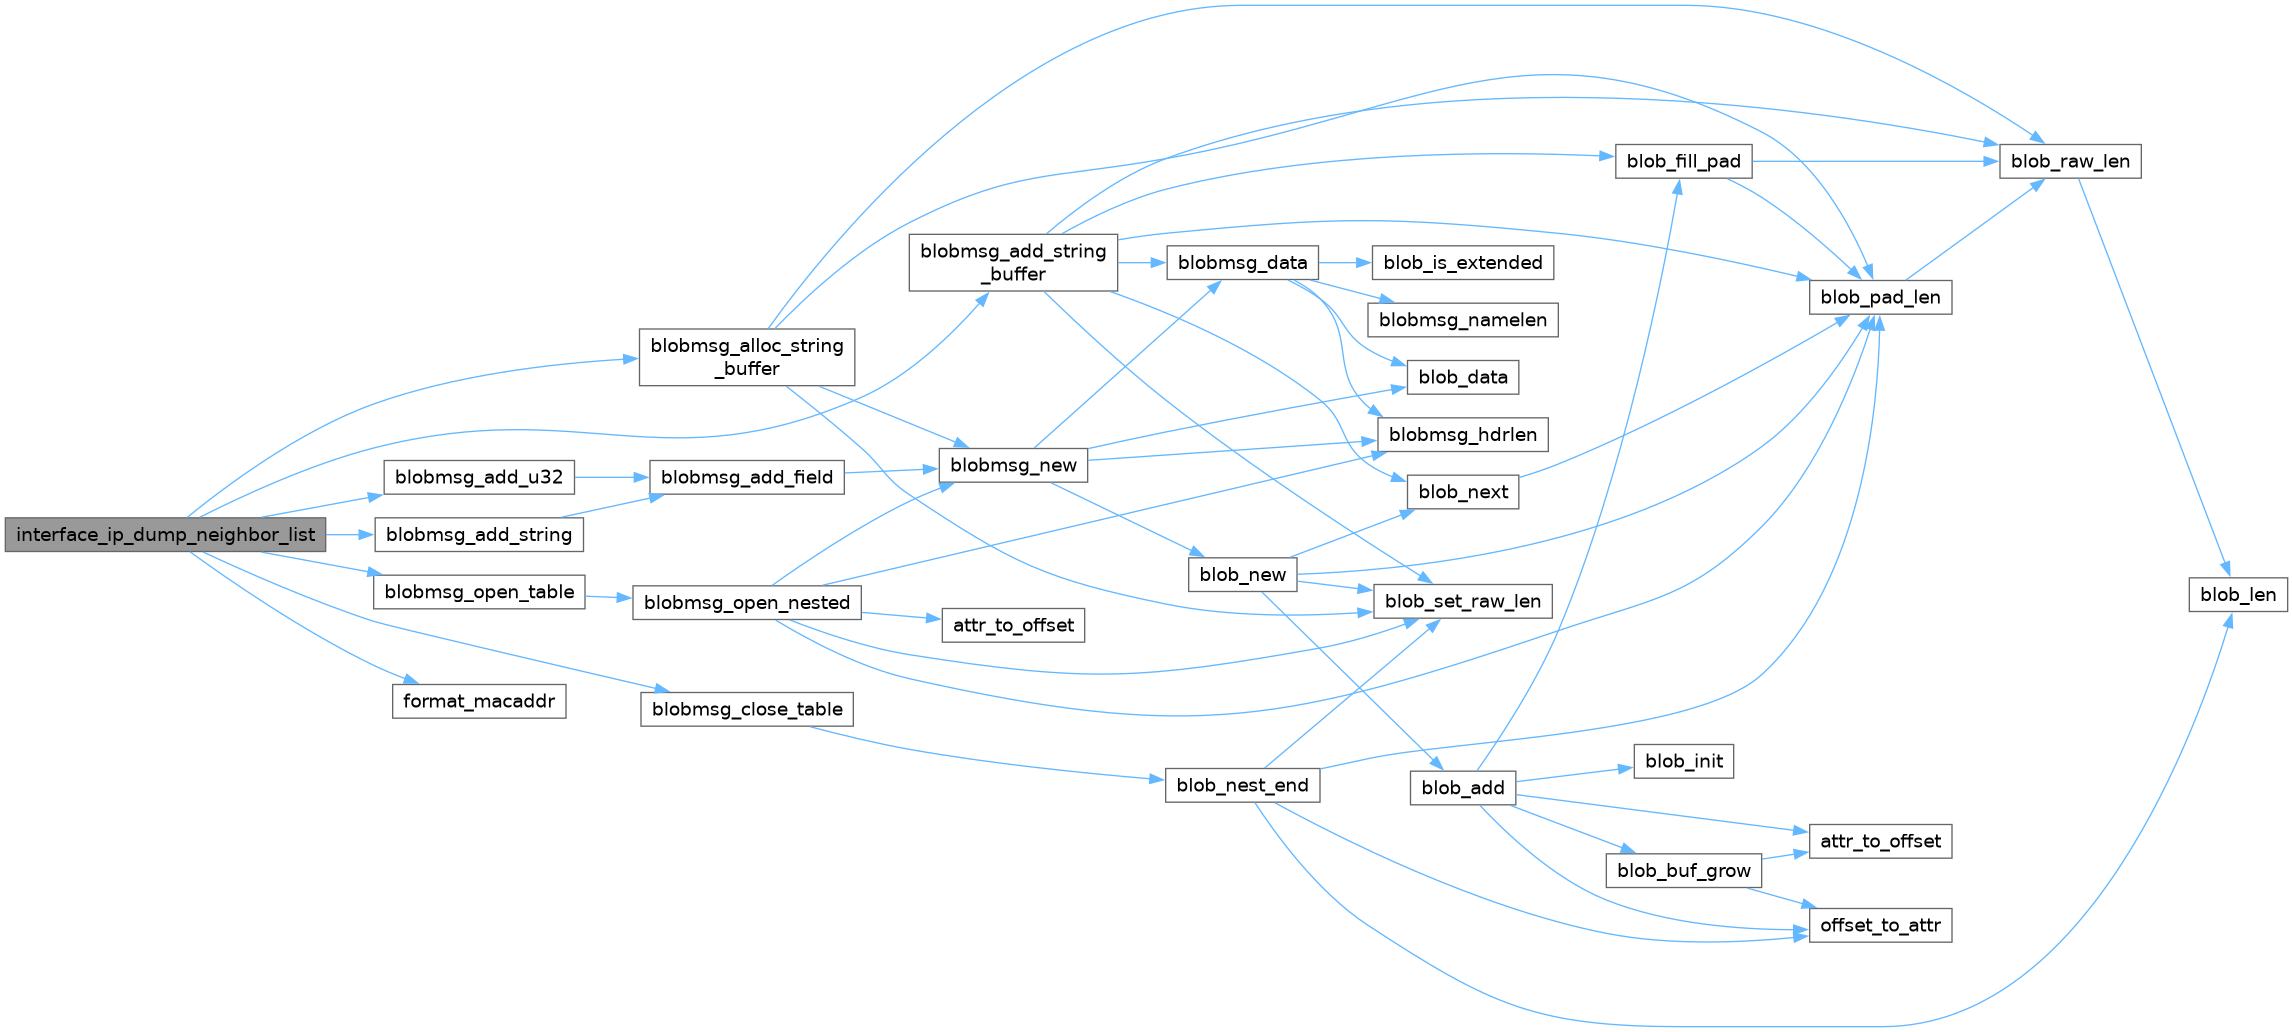 interface_ip_dump_neighbor_list
blobmsg_alloc_string
_buffer
blobmsg_add_u32
blobmsg_add_string
blobmsg_open_table
format_macaddr
blobmsg_add_field
blobmsg_open_nested
blobmsg_close_table
blobmsg_add_string
_buffer
blobmsg_new
attr_to_offset
blobmsg_data
blob_new
blob_nest_end
blob_is_extended
blobmsg_namelen
blob_data
blobmsg_hdrlen
blob_next
blob_set_raw_len
blob_add
blob_fill_pad
blob_init
blob_buf_grow
blob_pad_len
attr_to_offset
offset_to_attr
blob_raw_len
blob_len